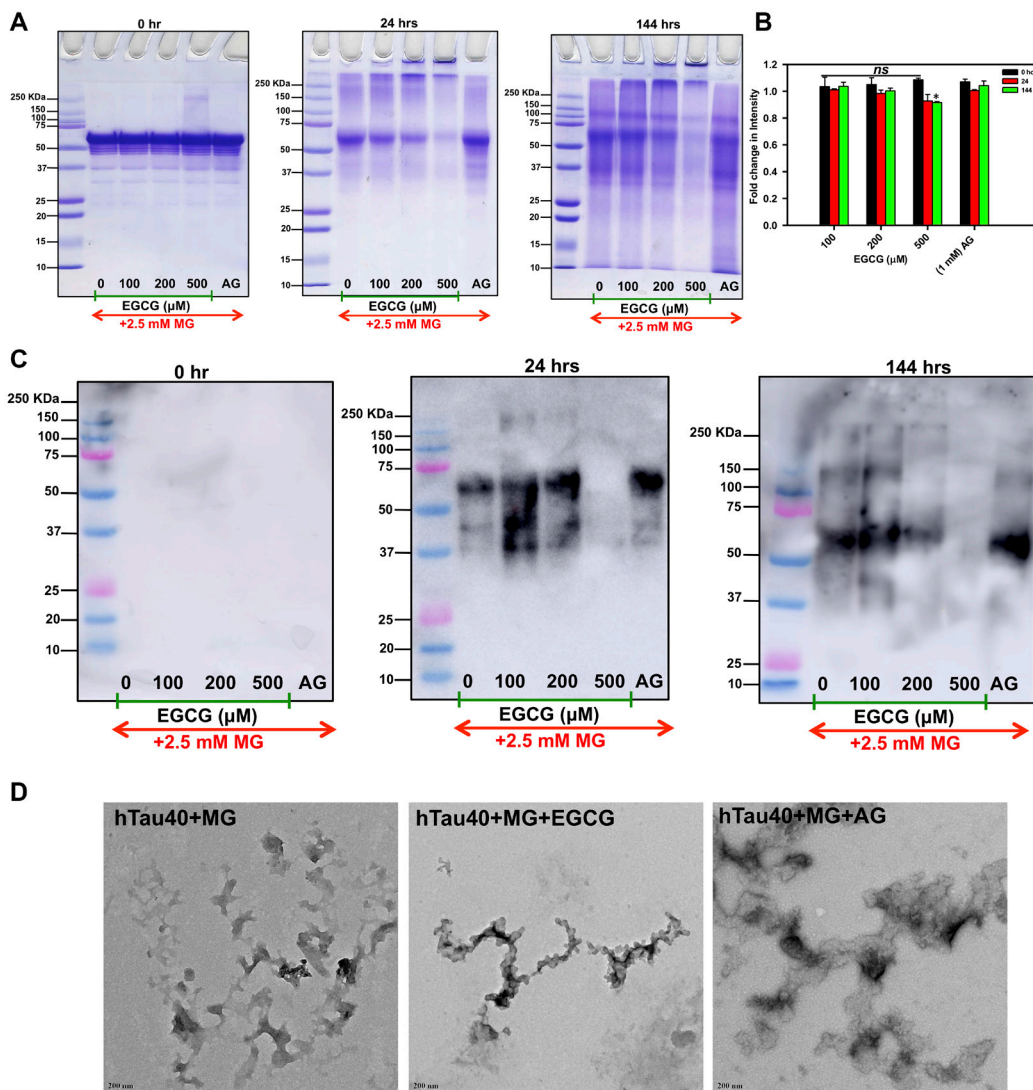 A
0 hr
250 KDa
150
100
75
50
37
25
20
15
10
0 100 200 500 AG
EGCG (µM)
+2.5 mM MG
24 hrs
250 KDa
150
100
75
50
37
25
20
15
10
0 100 200 500 AG
EGCG (µM)
+2.5 mM MG
144 hrs
250 KDa
150
100
75
50
37
25
20
15
10
0 100 200 500 AG
EGCG (µM)
+2.5 mM MG
B
Fold change in Intensity
1.2
1.0
0.8
0.6
0.4
0.2
0.0
ns
*
24
144
100
200
500
(1 mM) AG
EGCG (µM)
C
0 hr
250 KDa
150
100
75
50
37
25
20
10
0 100 200 500 AG
EGCG (µM)
+2.5 mM MG
24 hrs
250 KDa
150
100
75
50
37
25
20
10
0 100 200 500 AG
EGCG (µM)
+2.5 mM MG
144 hrs
250 KDa
150
100
75
50
37
25
10
0 100 200 500 AG
EGCG (µM)
+2.5 mM MG
D
hTau40+MG
200 nm
hTau40+MG+EGCG
200 nm
hTau40+MG+AG
200 nm